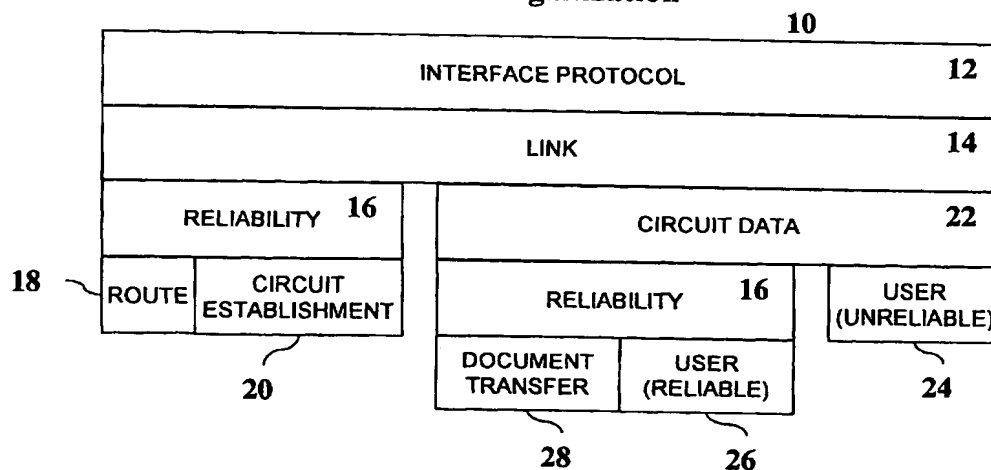 10
INTERFACE PROTOCOL 12
LINK 14
RELIABILITY 16
CIRCUIT DATA 22
18
ROUTE
CIRCUIT
ESTABLISHMENT
RELIABILITY 16
USER
(UNRELIABLE)
20
DOCUMENT
TRANSFER
USER
(RELIABLE)
24
28
26